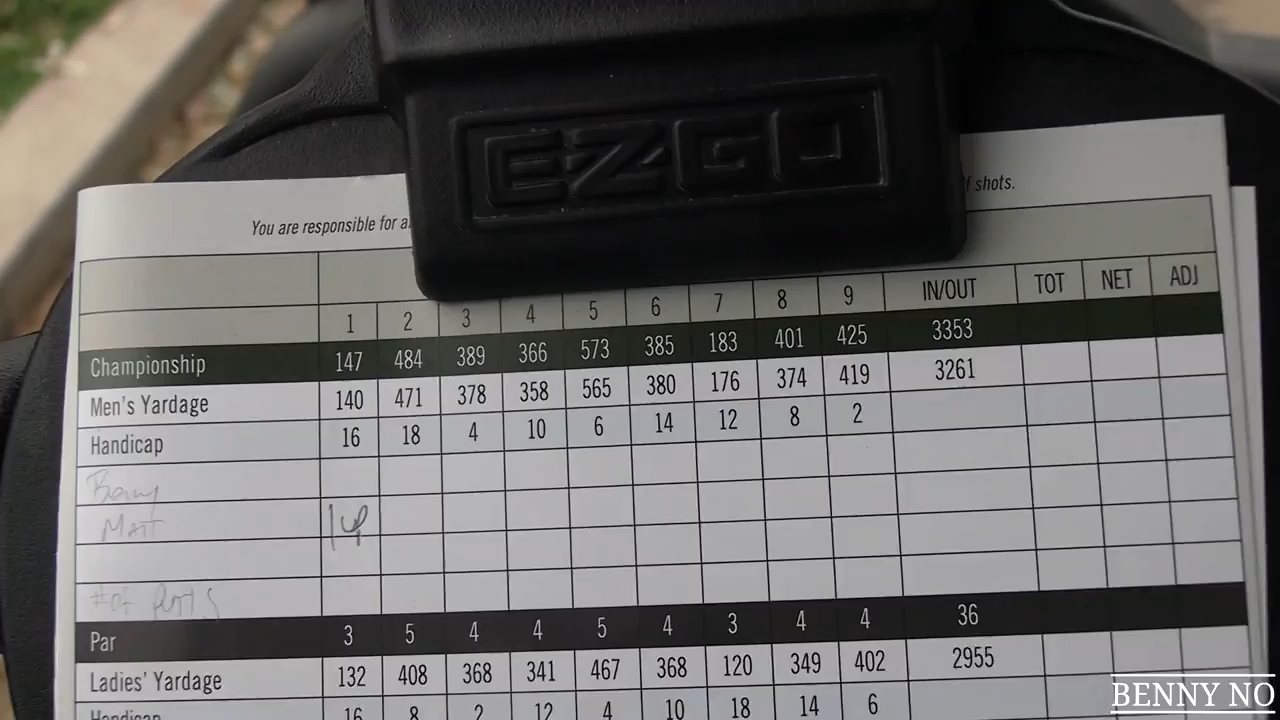 EZGO
You are responsible for a
f shots.
1 2 3 4 5 6 7 8 9 IN/OUT TOT NET ADJ
Championship 147 484 389 366 573 385 183 401 425 3353
Men's Yardage 140 471 378 358 565 380 176 374 419 3261
Handicap 16 18 4 10 6 14 12 8 2
Benny
MATT 1up
# of PUTTS
Par 3 5 4 4 5 4 3 4 4 36
Ladies' Yardage 132 408 368 341 467 368 120 349 402 2955
Handicap 16 8 2 12 4 10 18 14 6
BENNY NO